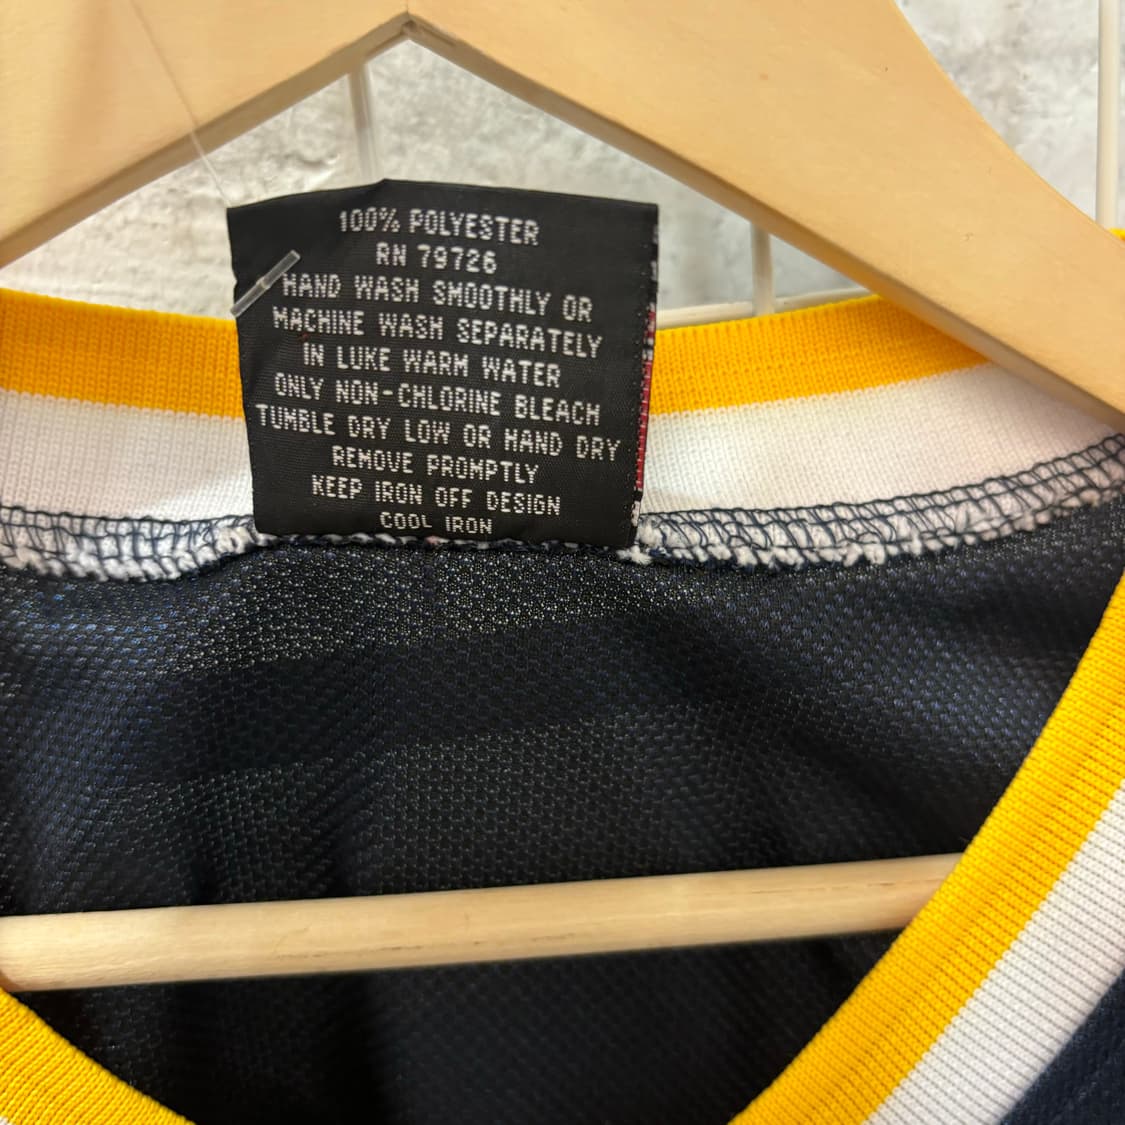 100% POLYESTER
RN 79726
HAND WASH SMOOTHLY OR
MACHINE WASH SEPARATELY
IN LUKE WARM WATER
ONLY NON-CHLORINE BLEACH
TUMBLE DRY LOW OR HAND DRY
REMOVE PROMPTLY
KEEP IRON OFF DESIGN
COOL IRON